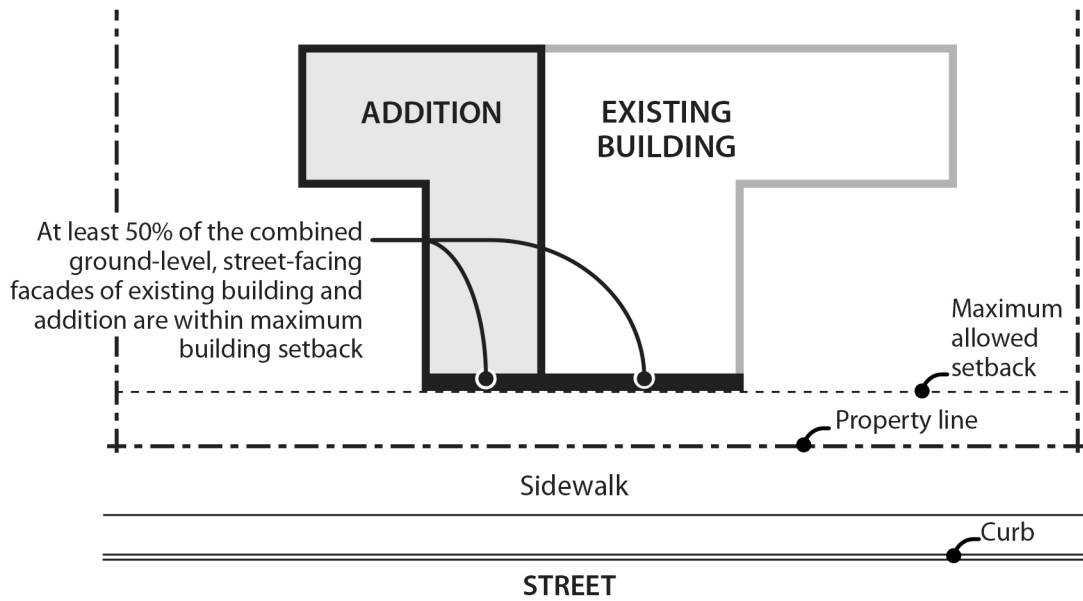 ADDITION
EXISTING
BUILDING
At least 50% of the combined
ground-level, street-facing
facades of existing building and
addition are within maximum
building setback
Maximum
allowed
setback
Property line
Sidewalk
Curb
STREET